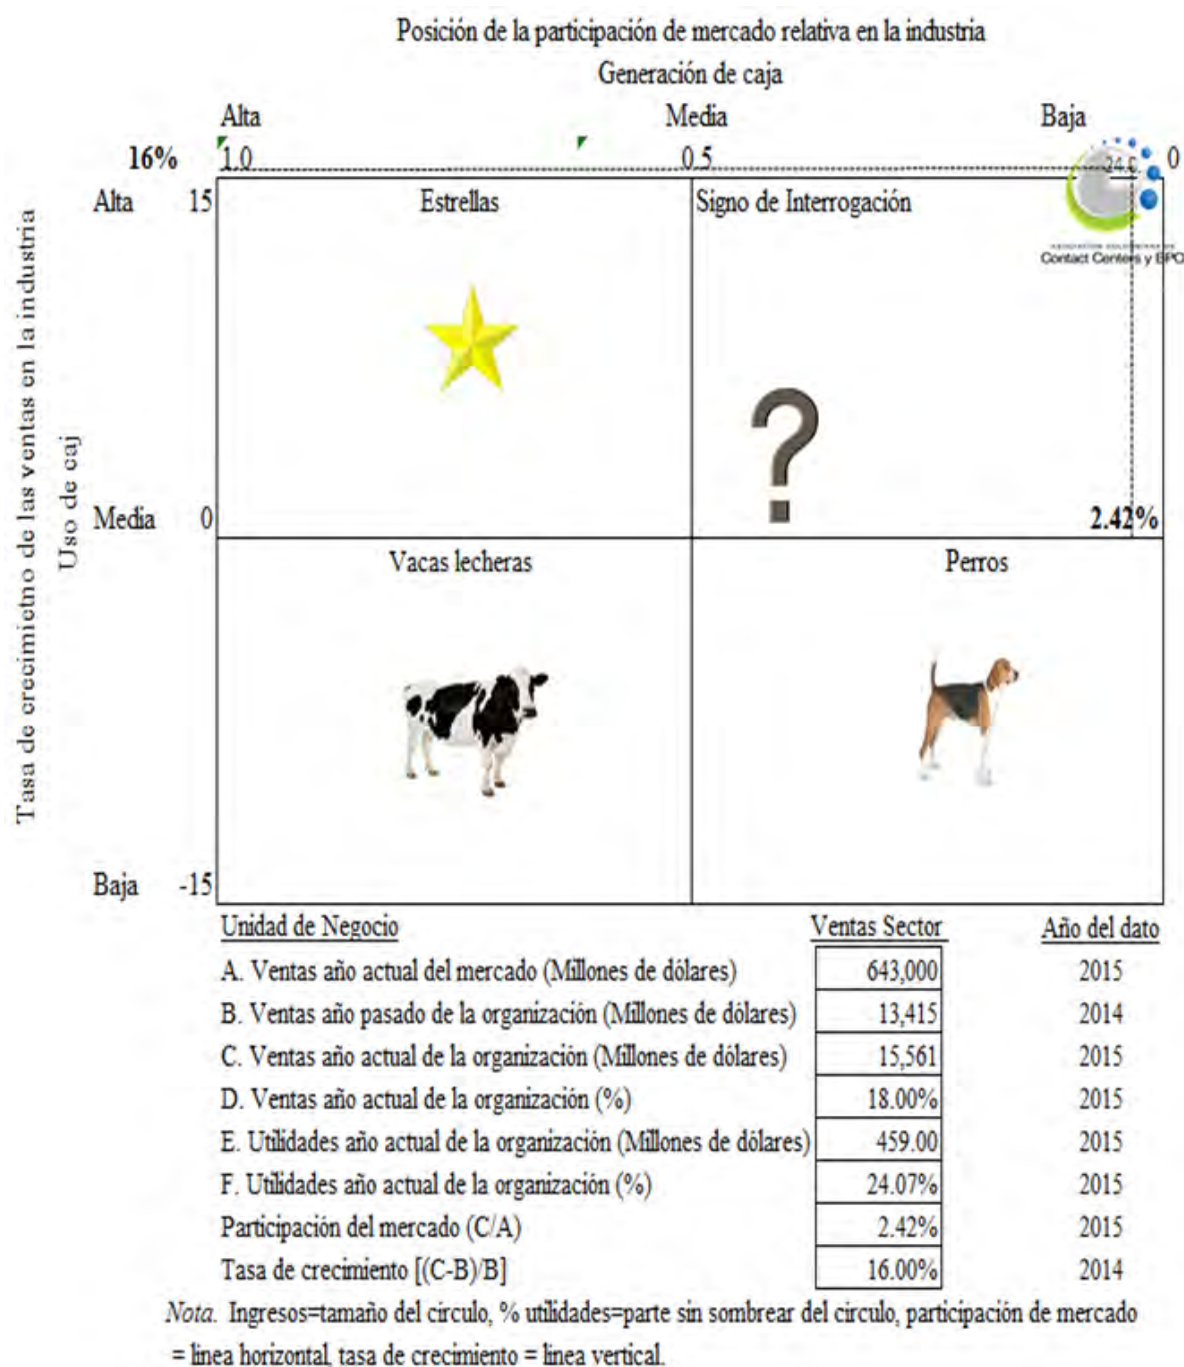 Posición de la participación de mercado relativa en la industria
Generación de caja
Alta Media Baja
16% 1.0 0.5 0
Alta 15 Estrellas Signo de Interrogación
Contact Centers y BPO
Tasa de crecimietno de las ventas en la industria
Uso de caj
Media 0 2.42%
Vacas lecheras Perros
Baja -15
Unidad de Negocio Ventas Sector Año del dato
A. Ventas año actual del mercado (Millones de dólares) 643,000 2015
B. Ventas año pasado de la organización (Millones de dólares) 13,415 2014
C. Ventas año actual de la organización (Millones de dólares) 15,561 2015
D. Ventas año actual de la organización (%) 18.00% 2015
E. Utilidades año actual de la organización (Millones de dólares) 459.00 2015
F. Utilidades año actual de la organización (%) 24.07% 2015
Participación del mercado (C/A) 2.42% 2015
Tasa de crecimiento [(C-B)/B] 16.00% 2014
Nota. Ingresos=tamaño del circulo, % utilidades=parte sin sombrear del circulo, participación de mercado
= linea horizontal, tasa de crecimiento = linea vertical.